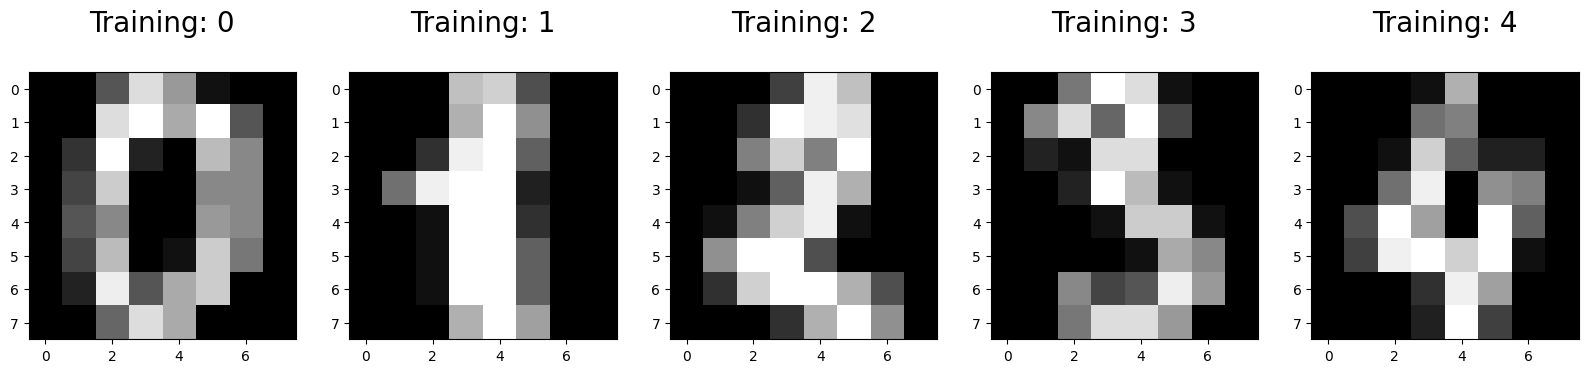 Training: 0 Training: 1 Training: 2 Training: 3 Training: 4
0 0 0 0 0
1 1 1 1 1
2 2 2 2 2
3 3 3 3 3
4 4 4 4 4
5 5 5 5 5
6 6 6 6 6
7 7 7 7 7
0 2 4 6 0 2 4 6 0 2 4 6 0 2 4 6 0 2 4 6